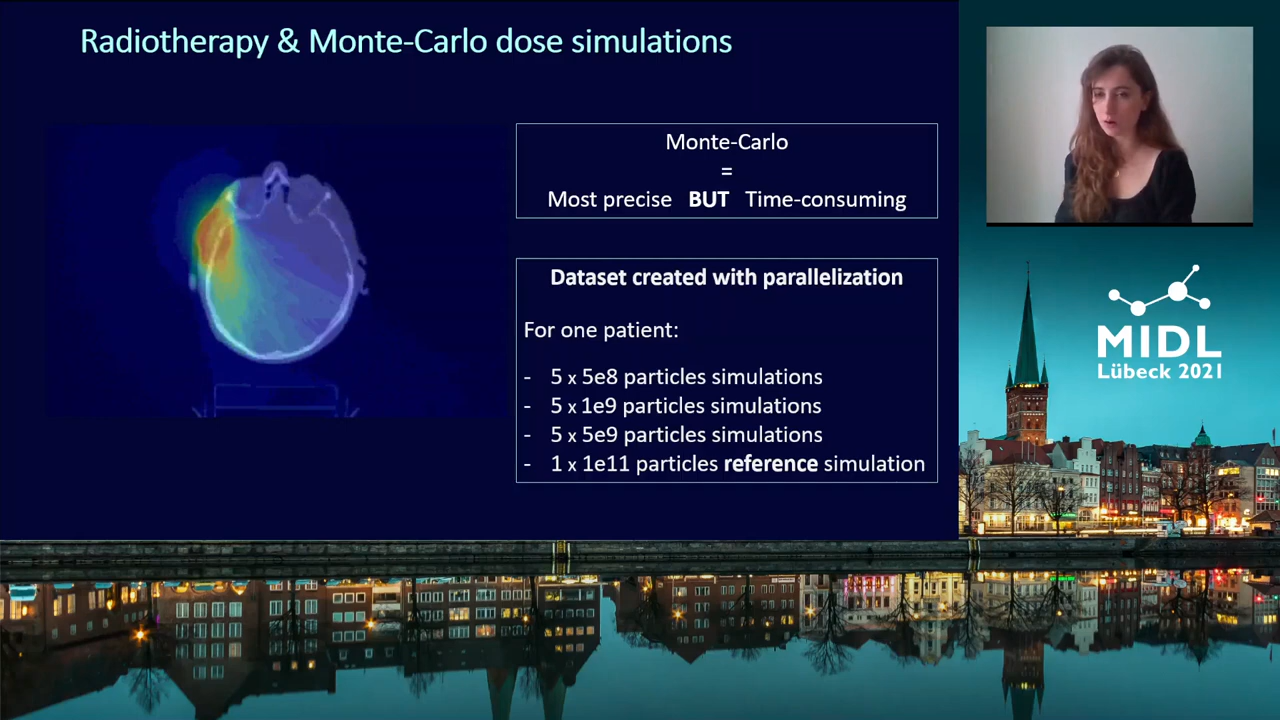 Radiotherapy & Monte-Carlo dose simulations
Monte-Carlo
=
Most precise BUT Time-consuming
Dataset created with parallelization
For one patient:
- 5 x 5e8 particles simulations
- 5 x 1e9 particles simulations
- 5 x 5e9 particles simulations
- 1 x 1e11 particles reference simulation
MIDL
Lübeck 2021